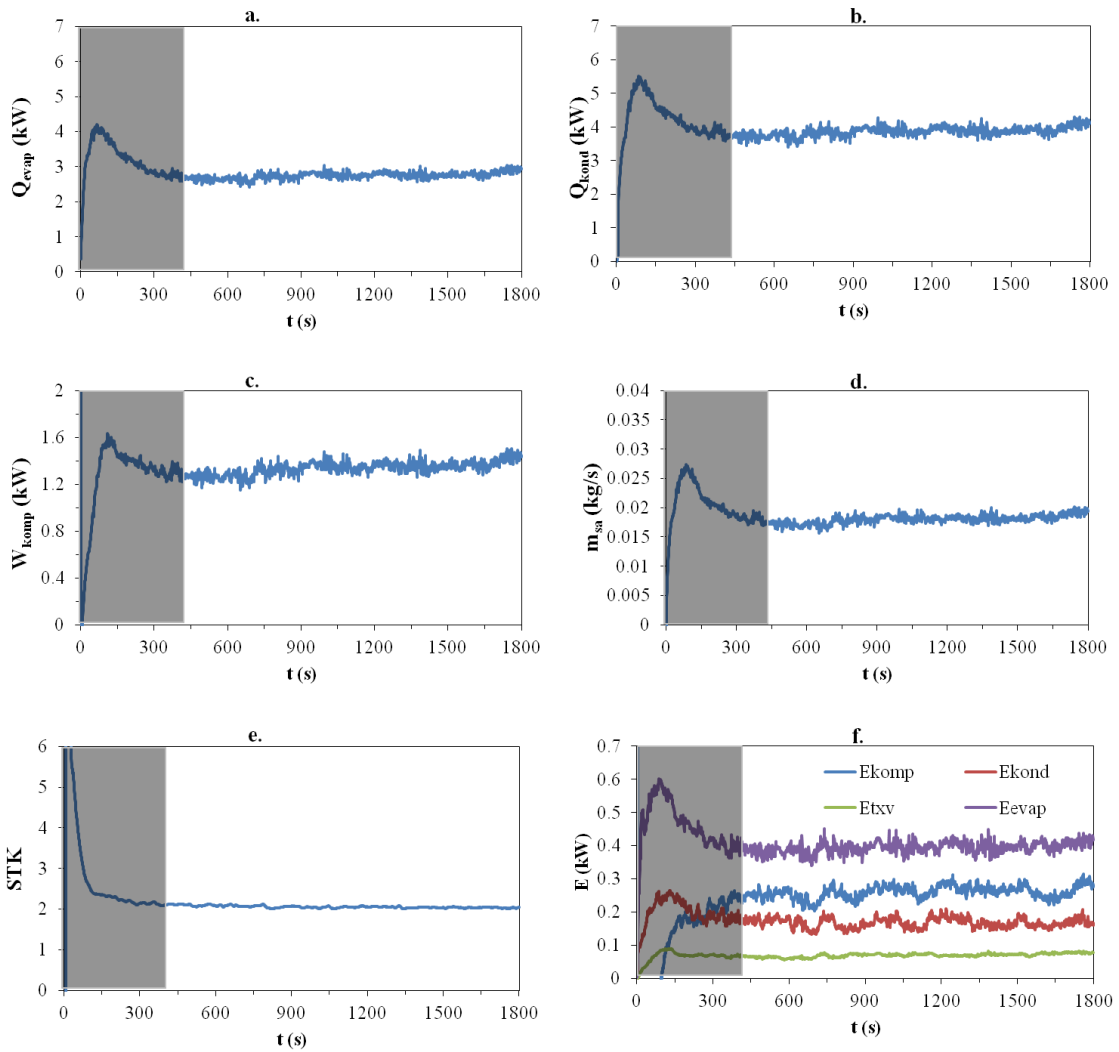 a.
7
6
5
4
3
2
1
0
Qevap (kW)
0 300 600 900 1200 1500 1800
t (s)
b.
7
6
5
4
3
2
1
0
Qkond (kW)
0 300 600 900 1200 1500 1800
t (s)
c.
2
1.6
1.2
0.8
0.4
0
Wkomp (kW)
0 300 600 900 1200 1500 1800
t (s)
d.
0.04
0.035
0.03
0.025
0.02
0.015
0.01
0.005
0
msa (kg/s)
0 300 600 900 1200 1500 1800
t (s)
e.
6
5
4
3
2
1
0
STK
0 300 600 900 1200 1500 1800
t (s)
f.
0.7
0.6
0.5
0.4
0.3
0.2
0.1
0
E (kW)
Ekomp Ekond
Etxv Eevap
0 300 600 900 1200 1500 1800
t (s)